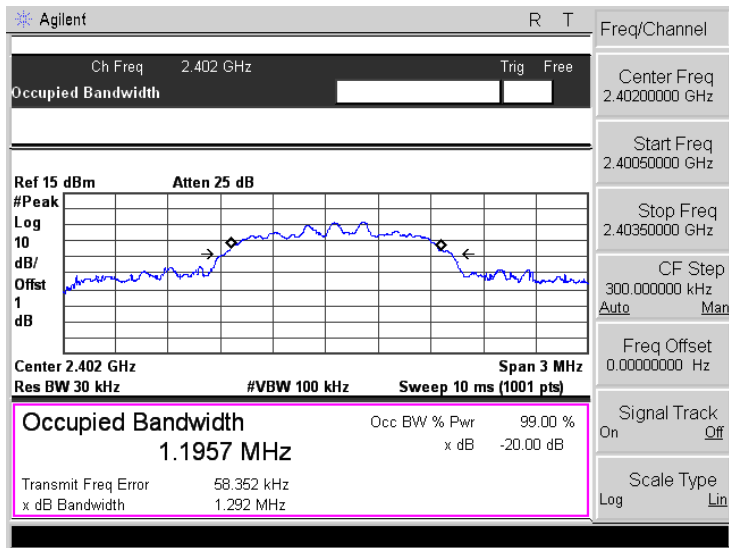 Agilent R T
Ch Freq 2.402 GHz Trig Free
Occupied Bandwidth
Ref 15 dBm Atten 25 dB
#Peak
Log
10
dB/
Offst
1
dB
Center 2.402 GHz Span 3 MHz
Res BW 30 kHz #VBW 100 kHz Sweep 10 ms (1001 pts)
Occupied Bandwidth Occ BW % Pwr 99.00 %
1.1957 MHz x dB -20.00 dB
Transmit Freq Error 58.352 kHz
x dB Bandwidth 1.292 MHz
Freq/Channel
Center Freq
2.40200000 GHz
Start Freq
2.40050000 GHz
Stop Freq
2.40350000 GHz
CF Step
300.000000 kHz
Auto Man
Freq Offset
0.00000000 Hz
Signal Track
On Off
Scale Type
Log Lin